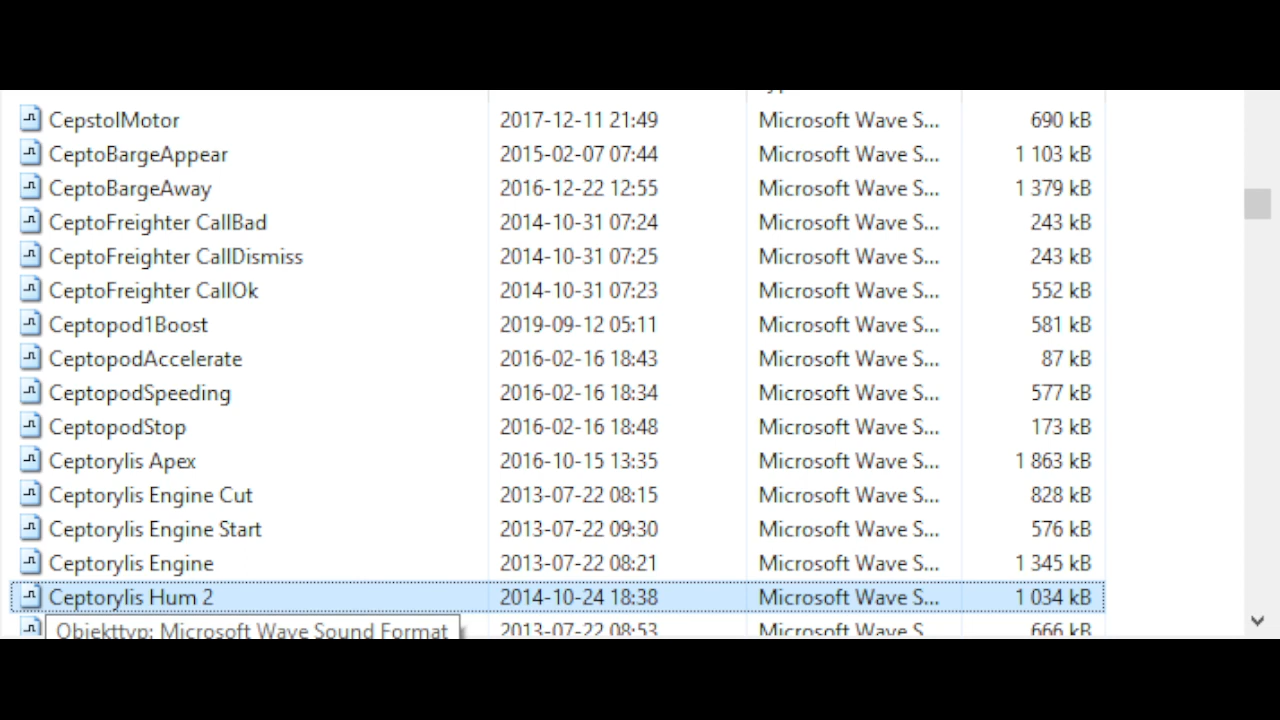 CepstolMotor 2017-12-11 21:49 Microsoft Wave S... 690 kB
CeptoBargeAppear 2015-02-07 07:44 Microsoft Wave S... 1 103 kB
CeptoBargeAway 2016-12-22 12:55 Microsoft Wave S... 1 379 kB
CeptoFreighter CallBad 2014-10-31 07:24 Microsoft Wave S... 243 kB
CeptoFreighter CallDismiss 2014-10-31 07:25 Microsoft Wave S... 243 kB
CeptoFreighter CallOk 2014-10-31 07:23 Microsoft Wave S... 552 kB
Ceptopod1Boost 2019-09-12 05:11 Microsoft Wave S... 581 kB
CeptopodAccelerate 2016-02-16 18:43 Microsoft Wave S... 87 kB
CeptopodSpeeding 2016-02-16 18:34 Microsoft Wave S... 577 kB
CeptopodStop 2016-02-16 18:48 Microsoft Wave S... 173 kB
Ceptorylis Apex 2016-10-15 13:35 Microsoft Wave S... 1 863 kB
Ceptorylis Engine Cut 2013-07-22 08:15 Microsoft Wave S... 828 kB
Ceptorylis Engine Start 2013-07-22 09:30 Microsoft Wave S... 576 kB
Ceptorylis Engine 2013-07-22 08:21 Microsoft Wave S... 1 345 kB
Ceptorylis Hum 2 2014-10-24 18:38 Microsoft Wave S... 1 034 kB
Objekttyp: Microsoft Wave Sound Format 2013-07-22 08:53 Microsoft Wave S... 666 kB